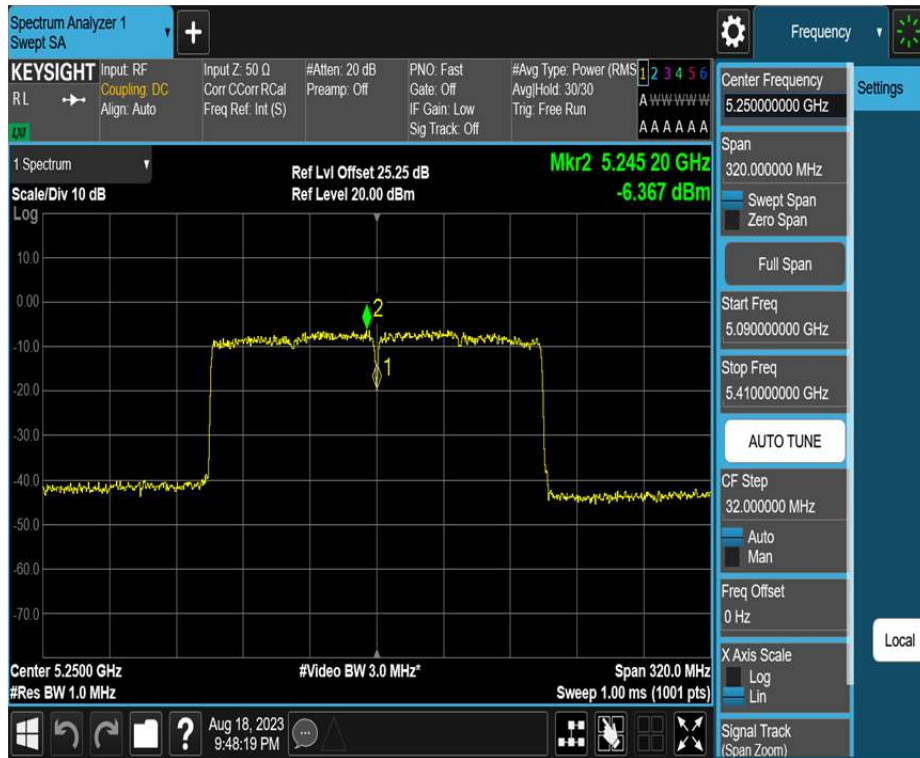 Spectrum Analyzer 1
Swept SA
+
Frequency
KEYSIGHT
R L
LXI
Input: RF
Coupling: DC
Align: Auto
Input Z: 50 Ω
Corr CCorr RCal
Freq Ref: Int (S)
#Atten: 20 dB
Preamp: Off
PNO: Fast
Gate: Off
IF Gain: Low
Sig Track: Off
#Avg Type: Power (RMS
Avg|Hold: 30/30
Trig: Free Run
1 2 3 4 5 6
A W W W W W
A A A A A A
1 Spectrum
Scale/Div 10 dB
Log
Ref Lvl Offset 25.25 dB
Ref Level 20.00 dBm
Mkr2 5.245 20 GHz
-6.367 dBm
10.0
0.00
-10.0
-20.0
-30.0
-40.0
-50.0
-60.0
-70.0
2
1
Center 5.2500 GHz
#Res BW 1.0 MHz
#Video BW 3.0 MHz*
Span 320.0 MHz
Sweep 1.00 ms (1001 pts)
?
Aug 18, 2023
9:48:19 PM
Center Frequency
5.250000000 GHz
Span
320.000000 MHz
Swept Span
Zero Span
Full Span
Start Freq
5.090000000 GHz
Stop Freq
5.410000000 GHz
AUTO TUNE
CF Step
32.000000 MHz
Auto
Man
Freq Offset
0 Hz
X Axis Scale
Log
Lin
Signal Track
(Span Zoom)
Settings
Local